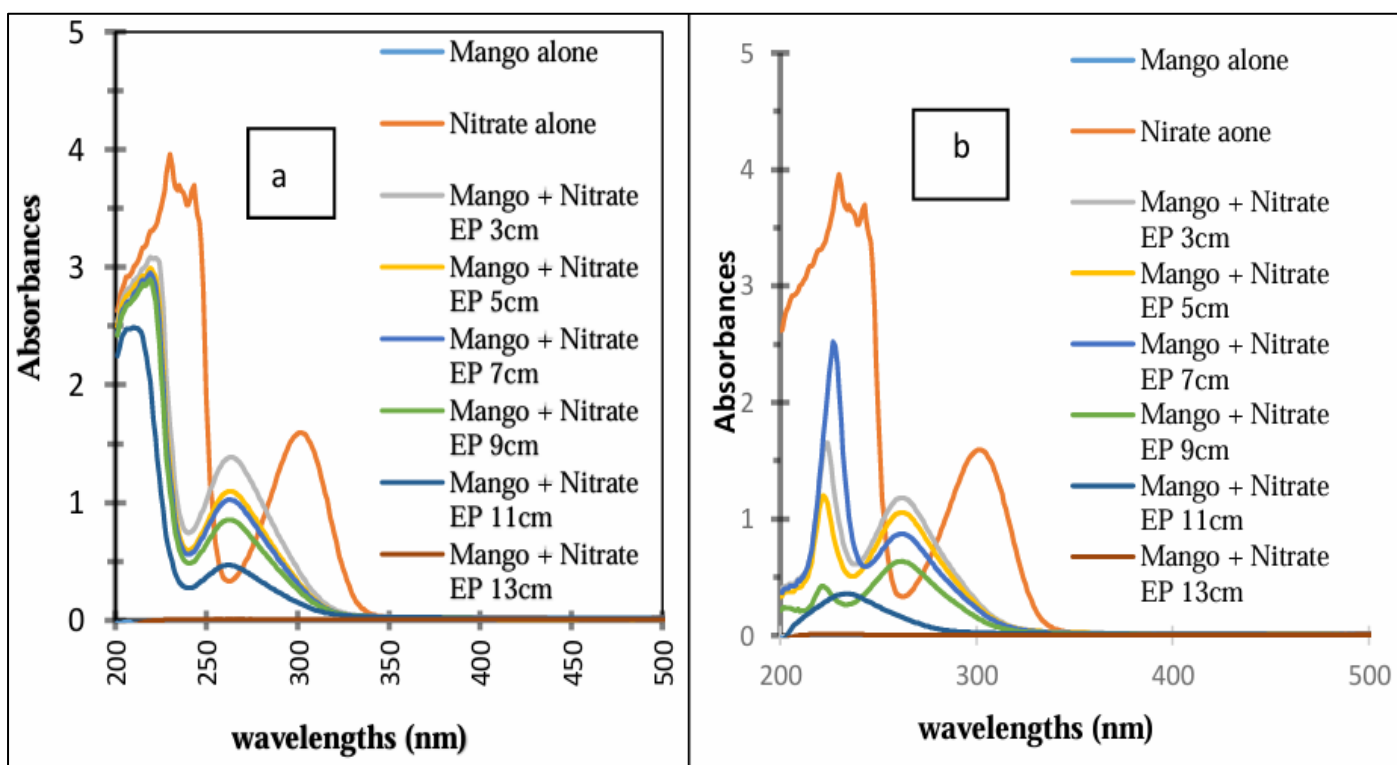 5
4
3
2
1
0
Absorbances
a
Mango alone
Nitrate alone
Mango + Nitrate
EP 3cm
Mango + Nitrate
EP 5cm
Mango + Nitrate
EP 7cm
Mango + Nitrate
EP 9cm
Mango + Nitrate
EP 11cm
Mango + Nitrate
EP 13cm
200
250
300
350
400
450
500
wavelengths (nm)
5
4
3
2
1
0
Absorbances
b
Mango alone
Nirate aone
Mango + Nitrate
EP 3cm
Mango + Nitrate
EP 5cm
Mango + Nitrate
EP 7cm
Mango + Nitrate
EP 9cm
Mango + Nitrate
EP 11cm
Mango + Nitrate
EP 13cm
200
300
400
500
wavelengths (nm)